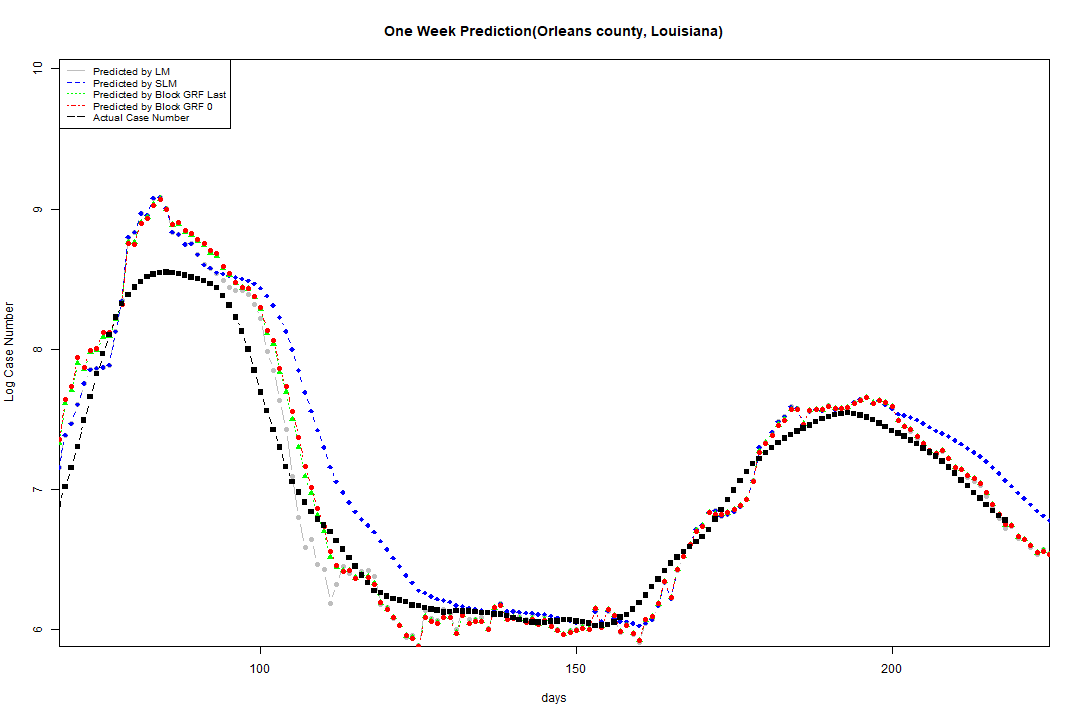 One Week Prediction(Orleans county, Louisiana)
Predicted by LM
Predicted by SLM
Predicted by Block GRF Last
Predicted by Block GRF 0
Actual Case Number
10
9
8
7
6
Log Case Number
100 150 200
days